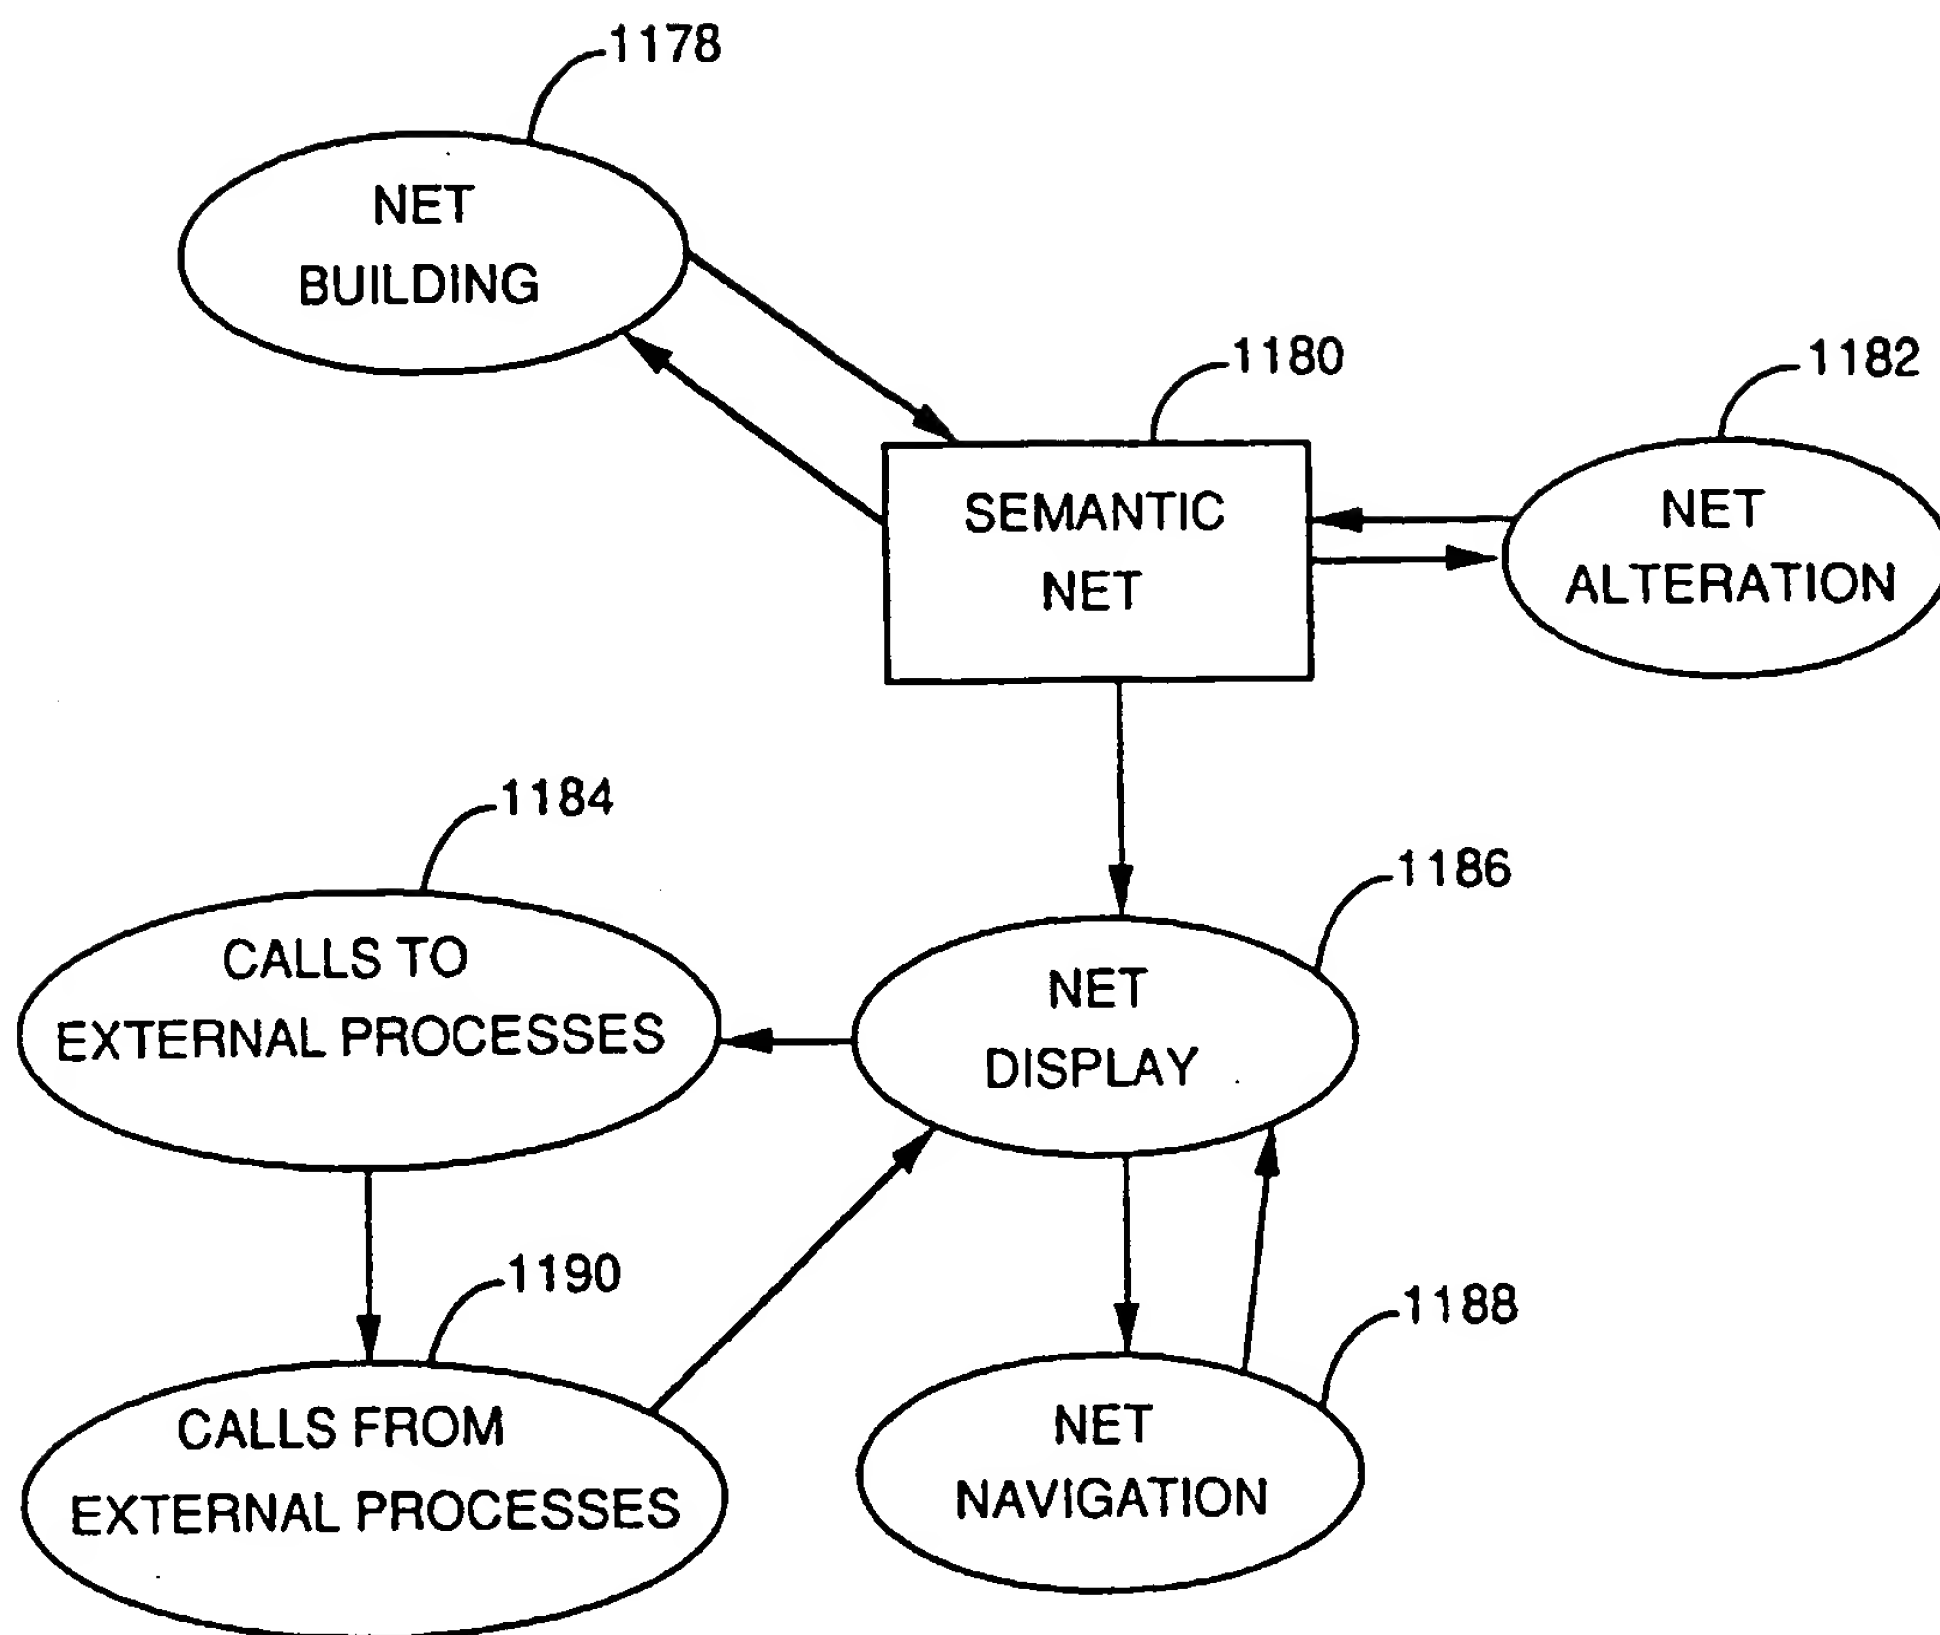 1178
NET
BUILDING
1180
1182
SEMANTIC
NET
NET
ALTERATION
1184
1186
CALLS TO
EXTERNAL PROCESSES
NET
DISPLAY
1190
1188
CALLS FROM
EXTERNAL PROCESSES
NET
NAVIGATION